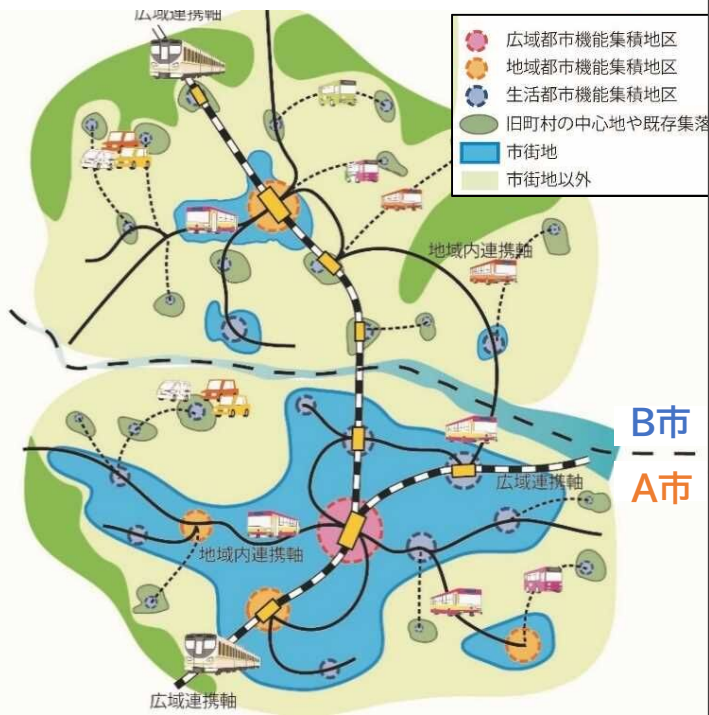 広域連携軸
広域都市機能集積地区
地域都市機能集積地区
生活都市機能集積地区
旧町村の中心地や既存集落
市街地
市街地以外
地域内連携軸
B市
A市
広域連携軸
地域内連携軸
広域連携軸